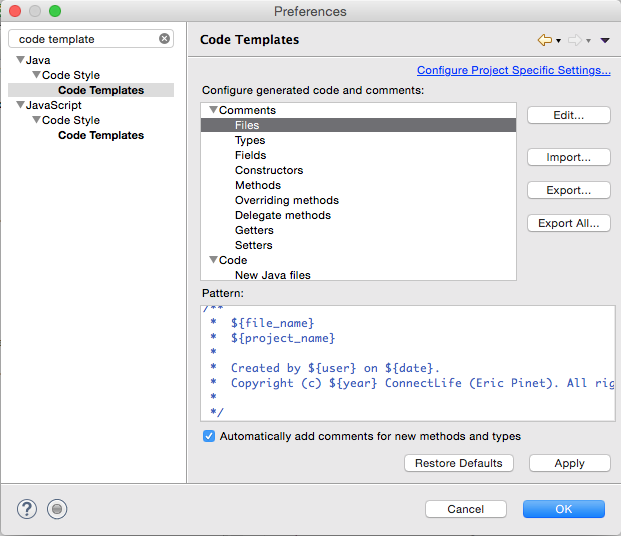 Preferences
code template
Code Templates
Java
Code Style
Code Templates
JavaScript
Code Style
Code Templates
Configure Project Specific Settings...
Configure generated code and comments:
Comments
Files
Types
Fields
Constructors
Methods
Overriding methods
Delegate methods
Getters
Setters
Code
New Java files
Edit...
Import...
Export...
Export All...
Pattern:
/**
* ${file_name}
* ${project_name}
*
* Created by ${user} on ${date}.
* Copyright (c) ${year} ConnectLife (Eric Pinet). All rig
*
*/
Automatically add comments for new methods and types
Restore Defaults
Apply
?
Cancel
OK